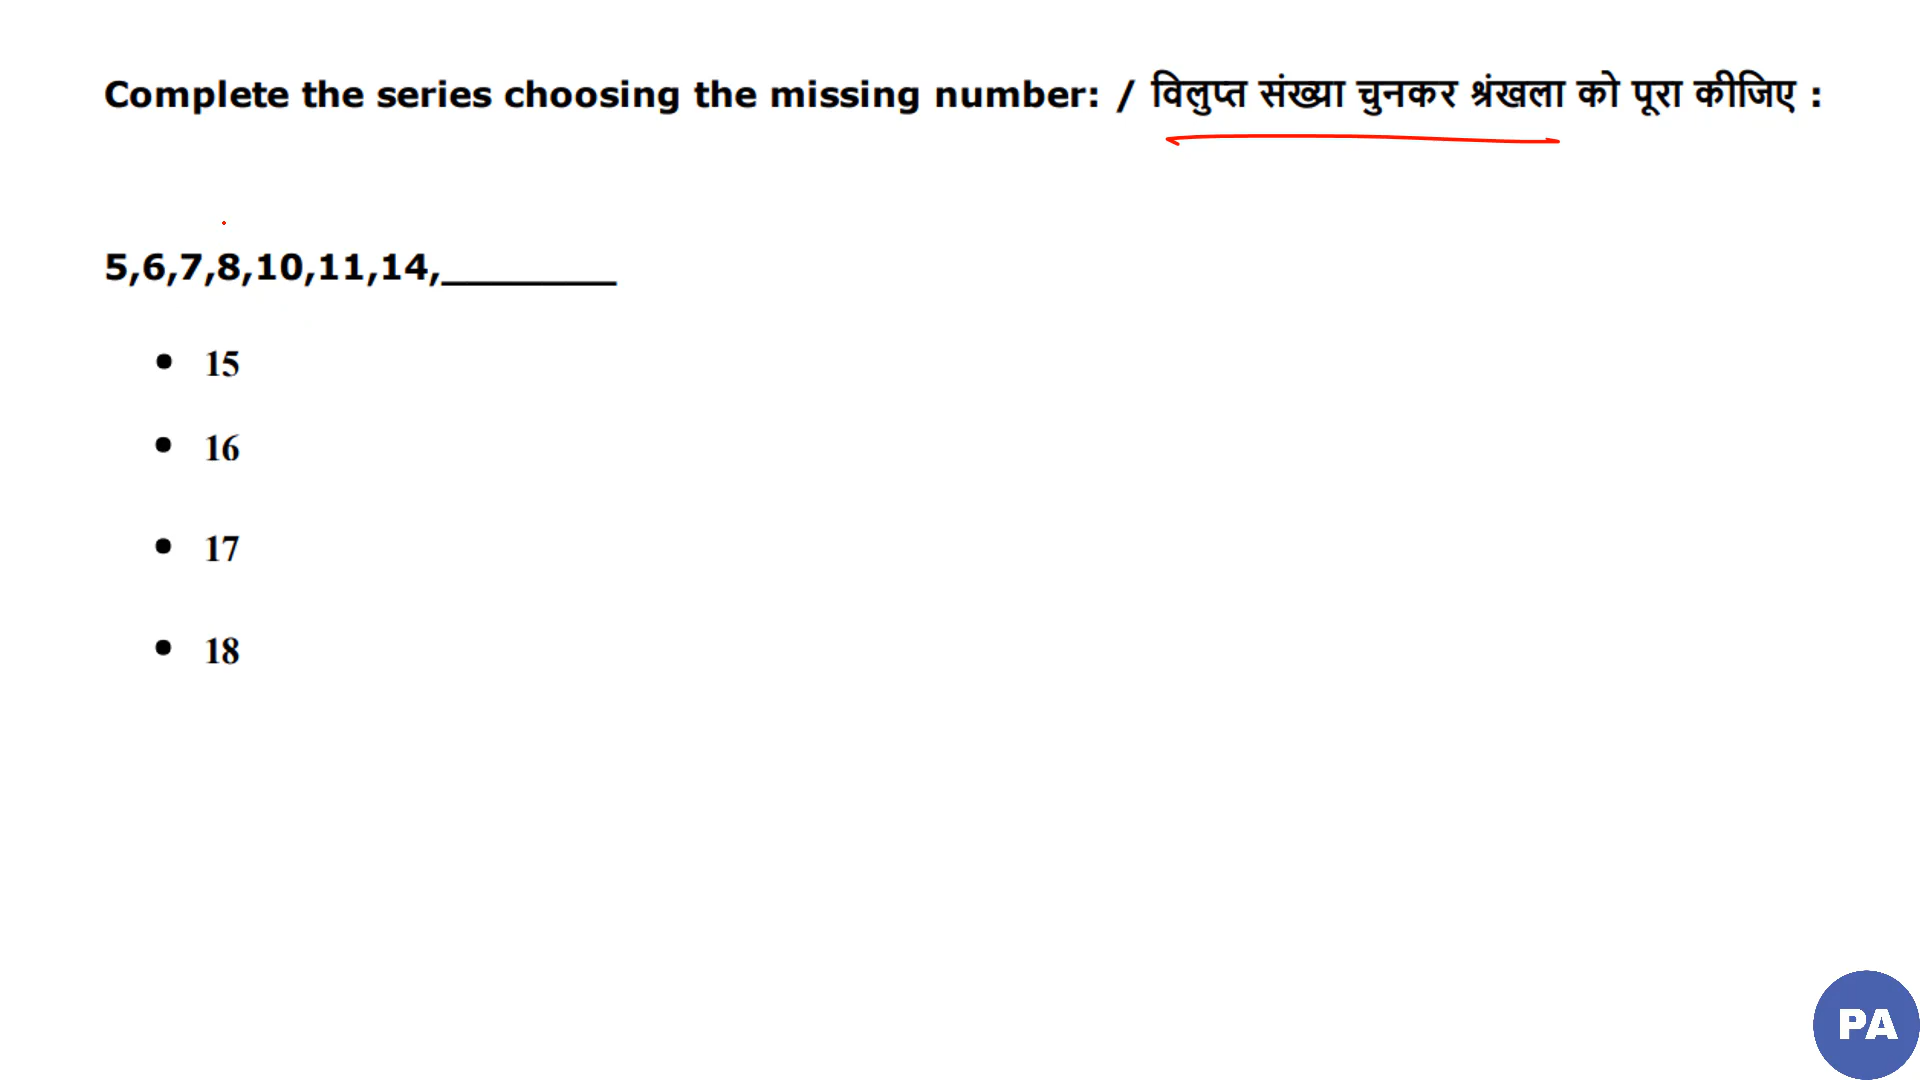 Complete the series choosing the missing number: / विलुप्त संख्या चुनकर श्रंखला को पूरा कीजिए :
5,6,7,8,10,11,14,________
• 15
• 16
• 17
• 18
PA